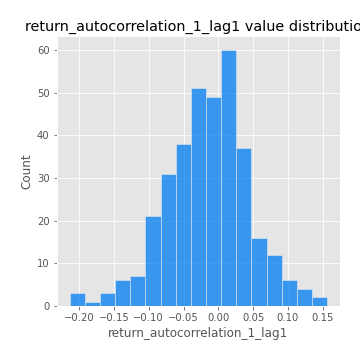 return_autocorrelation_1_lag1 value distributio
60
50
40
30
20
10
0
Count
−0.20 −0.15 −0.10 −0.05 0.00 0.05 0.10 0.15
return_autocorrelation_1_lag1